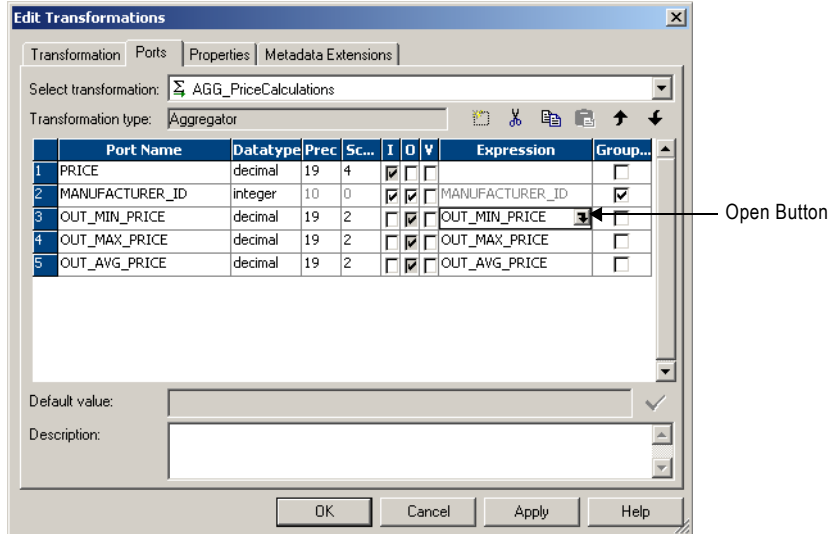 Edit Transformations
Transformation Ports Properties Metadata Extensions
Select transformation: AGG_PriceCalculations
Transformation type: Aggregator
Port Name Datatype Prec Sc... I O V Expression Group...
1 PRICE decimal 19 4
2 MANUFACTURER_ID integer 10 0 MANUFACTURER_ID
3 OUT_MIN_PRICE decimal 19 2 OUT_MIN_PRICE Open Button
4 OUT_MAX_PRICE decimal 19 2 OUT_MAX_PRICE
5 OUT_AVG_PRICE decimal 19 2 OUT_AVG_PRICE
Default value:
Description:
OK Cancel Apply Help